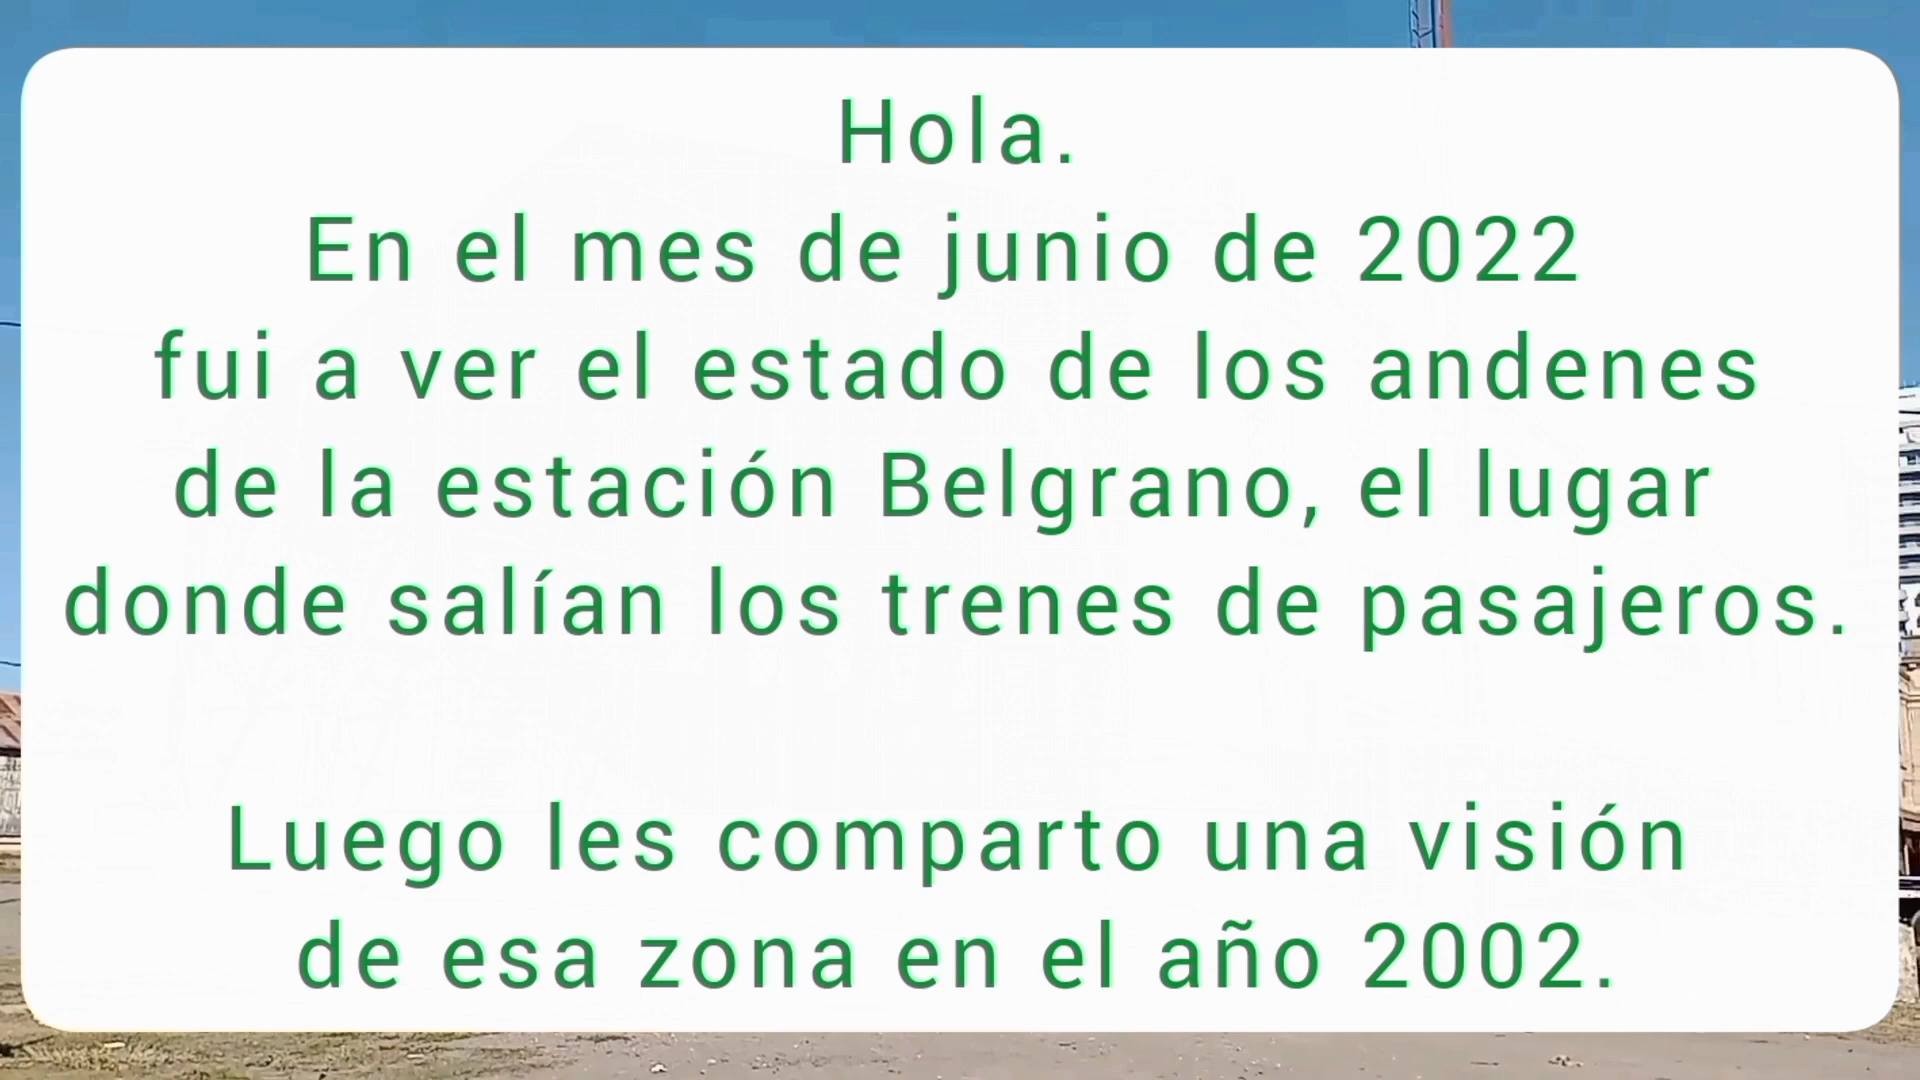 Hola.
En el mes de junio de 2022
fui a ver el estado de los andenes
de la estación Belgrano, el lugar
donde salían los trenes de pasajeros.
Luego les comparto una visión
de esa zona en el año 2002.